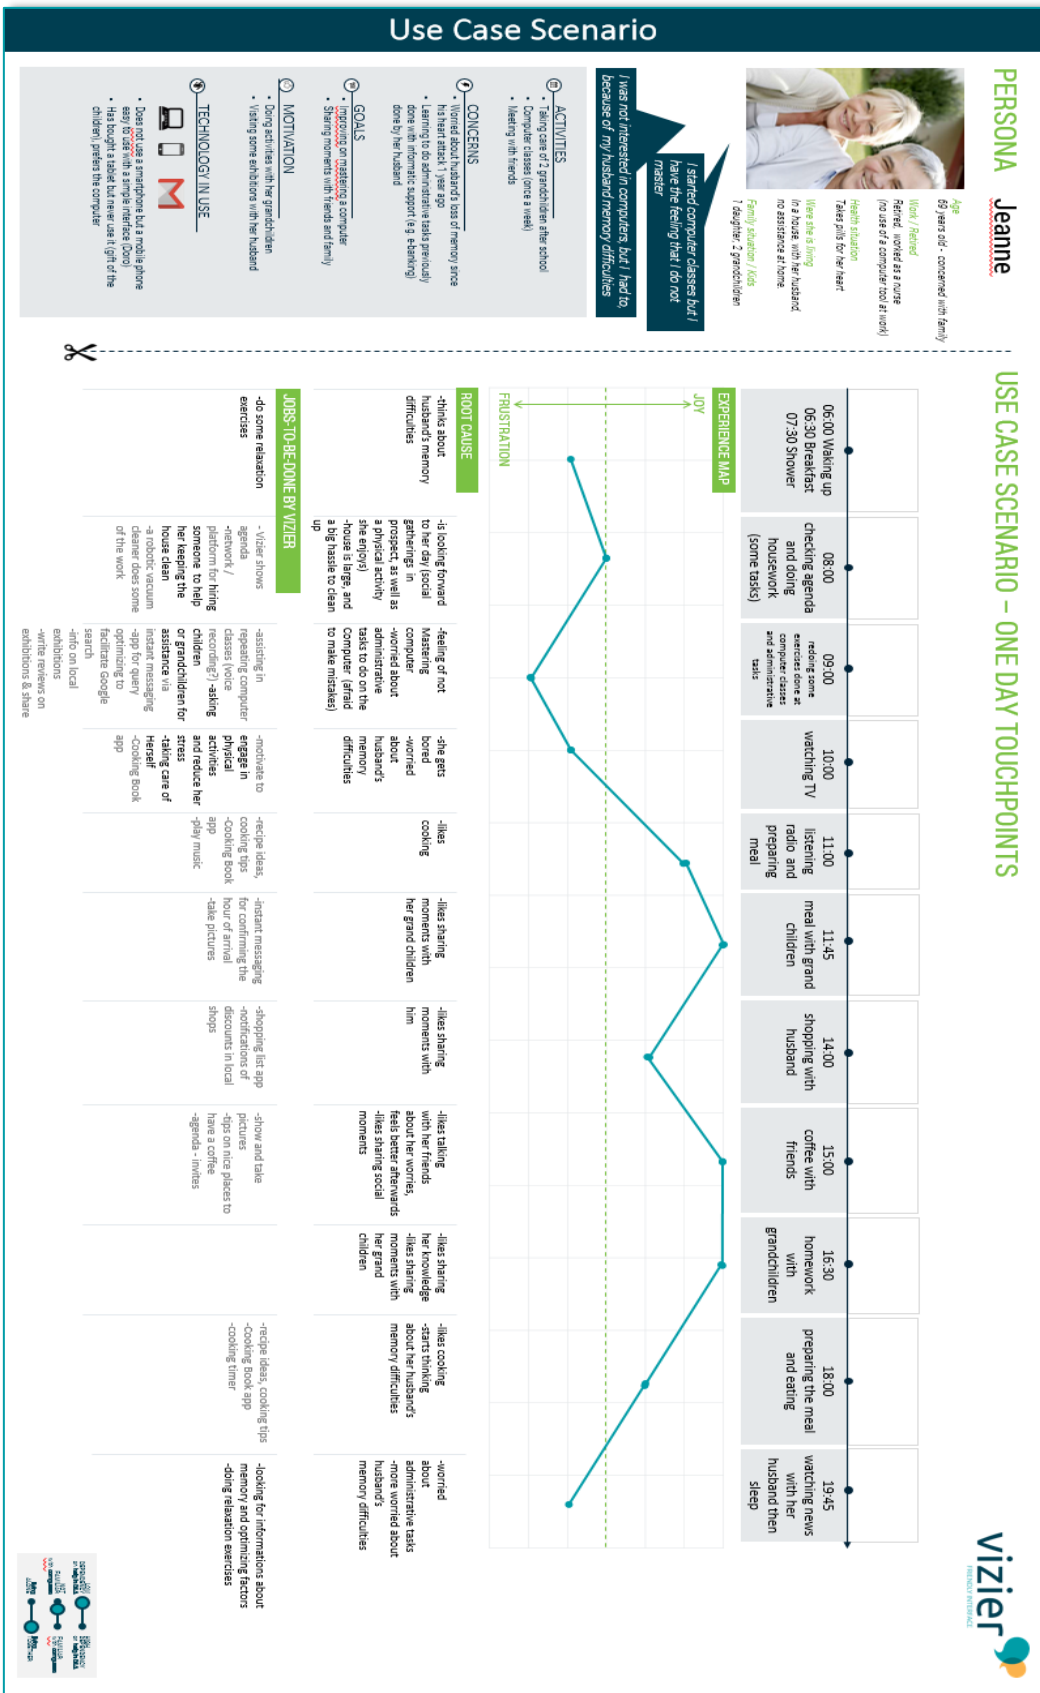 Use Case Scenario
PERSONA Jeanne
Age
69 years old - concerned with family
Work / Retired
Retired, worked as a nurse
(no use of a computer tool at work)
Health situation
Takes pills for her heart
Were she is living
In a house, with her husband,
no assistance at home.
Family situation / Kids
1 daughter, 2 grandchildren
I started computer classes but I
have the feeling that I do not
master
I was not interested in computers, but I had to,
because of my husband memory difficulties
ACTIVITIES
• Taking care of 2 grandchildren after school
• Computer classes (once a week)
• Meeting with friends
CONCERNS
• Worried about husband's loss of memory since
his heart attack 1 year ago
• Learning to do administrative tasks previously
done with informatic support (e.g. e-banking)
done by her husband
GOALS
• Improving on mastering a computer
• Sharing moments with friends and family
MOTIVATION
• Doing activities with her grandchildren
• Visiting some exhibitions with her husband
TECHNOLOGY IN USE
• Does not use a smartphone but a mobile phone
easy to use with a simple interface (Doro)
• Has bought a tablet but never use it (gift of the
children), prefers the computer
USE CASE SCENARIO – ONE DAY TOUCHPOINTS
vizier
FRIENDLY INTERFACE
06:00 Waking up
06:30 Breakfast
07:30 Shower
08:00
checking agenda
and doing
housework
(some tasks)
09:00
redoing some
exercises done at
computer classes
and administrative
tasks
10:00
watching TV
11:00
listening
radio and
preparing
meal
11:45
meal with grand
children
14:00
shopping with
husband
15:00
coffee with
friends
16:30
homework
with
grandchildren
18:00
preparing the meal
and eating
19:45
watching news
with her
husband then
sleep
EXPERIENCE MAP
JOY
FRUSTRATION
ROOT CAUSE
-thinks about
husband's memory
difficulties
-is looking forward
to her day (social
gatherings in
prospect, as well as
a physical activity
she enjoys)
-house is large, and
a big hassle to clean
up
-feeling of not
Mastering
computer
-worried about
administrative
tasks to do on the
Computer (afraid
to make mistakes)
-she gets
bored
-worried
about
husband's
memory
difficulties
-likes
cooking
-likes sharing
moments with
her grand children
-likes sharing
moments with
him
-likes talking
with her friends
about her worries,
feels better afterwards
-likes sharing social
moments
-likes sharing
her knowledge
-likes sharing
moments with
her grand
children
-likes cooking
-starts thinking
about her husband's
memory difficulties
-worried
about
administrative tasks
-more worried about
husband's
memory difficulties
JOBS-TO-BE-DONE BY VIZIER
-do some relaxation
exercises
- Vizier shows
agenda
-network /
platform for hiring
someone to help
her keeping the
house clean
-a robotic vacuum
cleaner does some
of the work
-assisting in
repeating computer
classes (voice
recording?) -asking
children
or grandchildren for
assistance via
instant messaging
-app for query
optimizing to
facilitate Google
search
-info on local
exhibitions
-write reviews on
exhibitions & share
-motivate to
engage in
physical
activities
and reduce her
stress
-taking care of
Herself
-Cooking Book
app
-recipe ideas,
cooking tips
-Cooking Book
app
-play music
-instant messaging
for confirming the
hour of arrival
-take pictures
-shopping list app
-notifications of
discounts in local
shops
-show and take
pictures
-tips on nice places to
have a coffee
-agenda - invites
-recipe ideas, cooking tips
-Cooking Book app
-cooking timer
-looking for informations about
memory and optimizing factors
-doing relaxation exercises